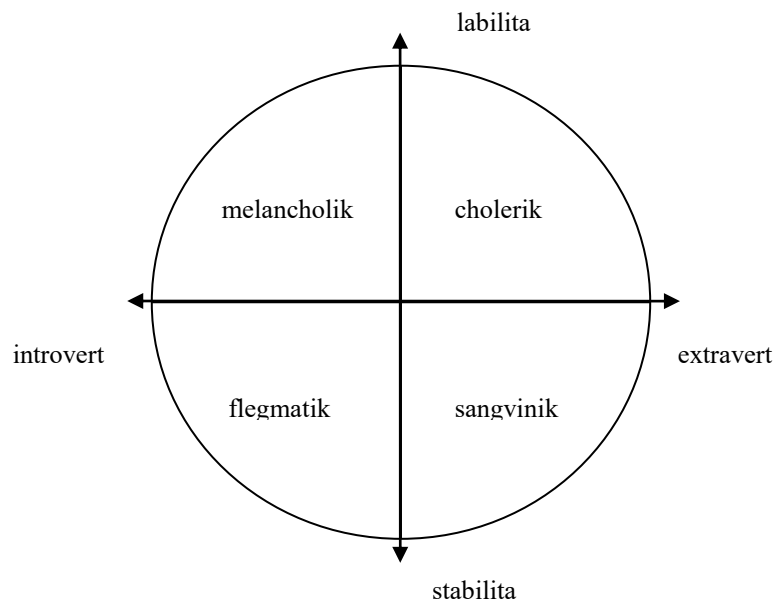 labilita
melancholik cholerik
introvert extravert
flegmatik sangvinik
stabilita